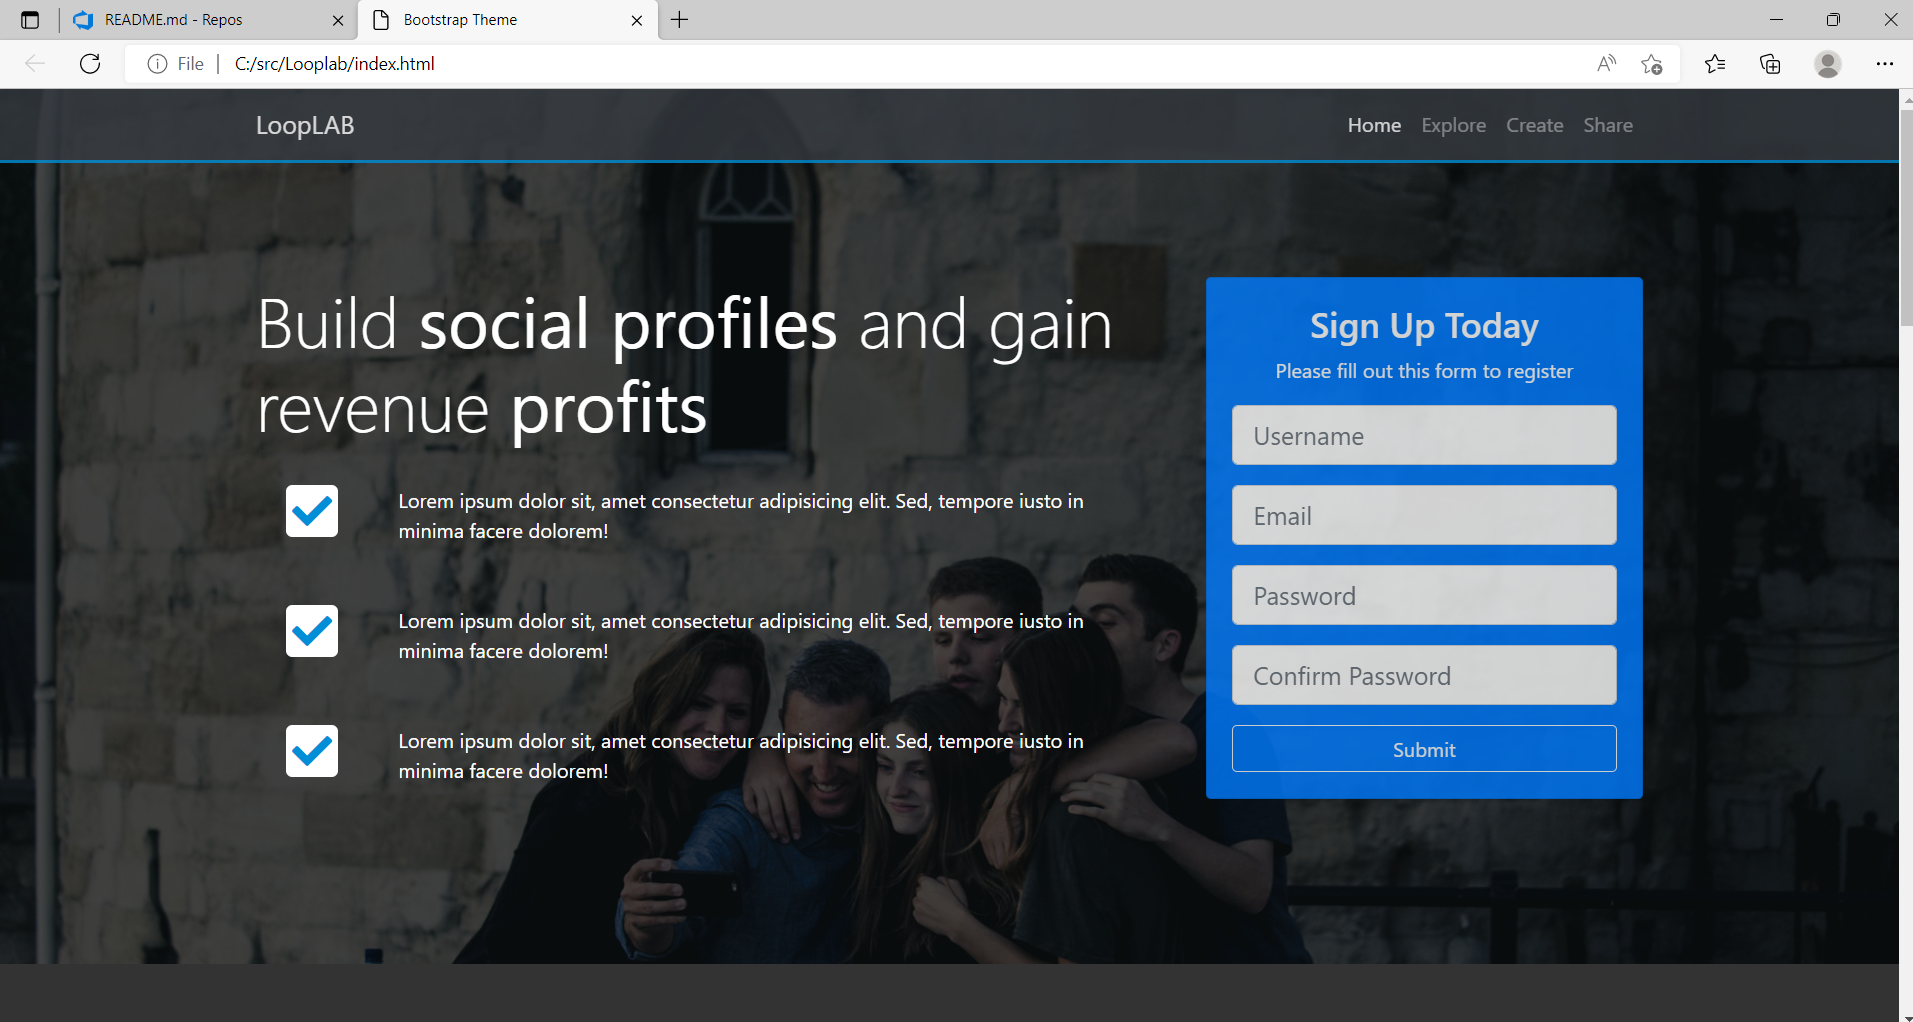 README.md - Repos
Bootstrap Theme
File
C:/src/Looplab/index.html
LoopLAB
Home
Explore
Create
Share
Build social profiles and gain
revenue profits
Lorem ipsum dolor sit, amet consectetur adipisicing elit. Sed, tempore iusto in
minima facere dolorem!
Lorem ipsum dolor sit, amet consectetur adipisicing elit. Sed, tempore iusto in
minima facere dolorem!
Lorem ipsum dolor sit, amet consectetur adipisicing elit. Sed, tempore iusto in
minima facere dolorem!
Sign Up Today
Please fill out this form to register
Username
Email
Password
Confirm Password
Submit